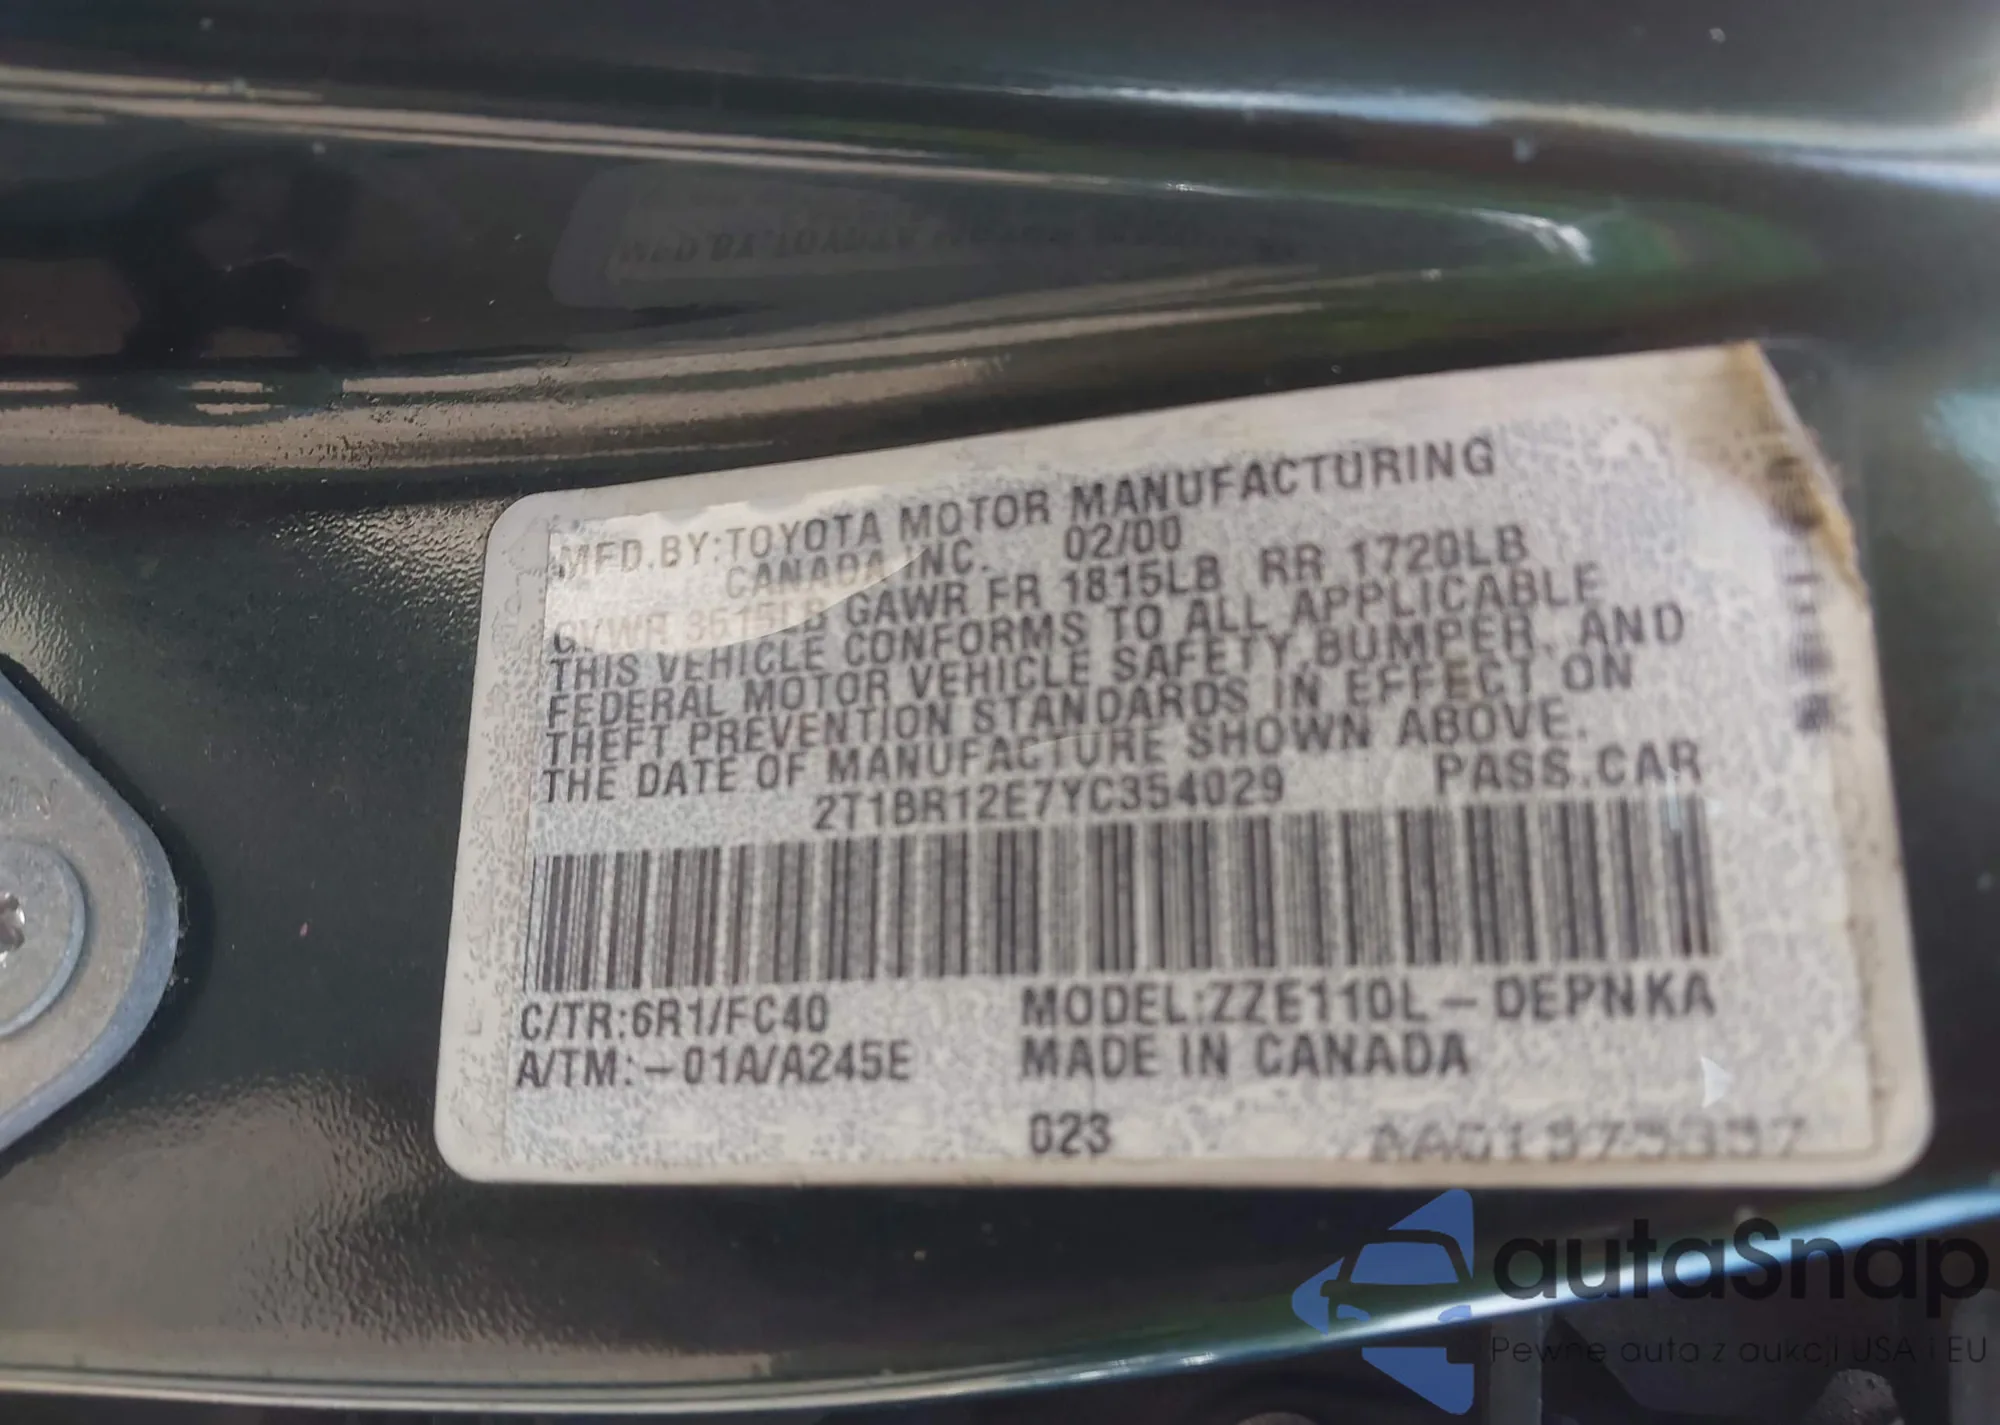 MFD.BY:TOYOTA MOTOR MANUFACTURING
CANADA INC. 02/00
GVWR 3515LB GAWR FR 1815LB RR 1720LB
THIS VEHICLE CONFORMS TO ALL APPLICABLE
FEDERAL MOTOR VEHICLE SAFETY,BUMPER, AND
THEFT PREVENTION STANDARDS IN EFFECT ON
THE DATE OF MANUFACTURE SHOWN ABOVE.
2T1BR12E7YC354029 PASS.CAR
C/TR:6R1/FC40 MODEL:ZZE110L-DEPNKA
A/TM:-01A/A245E MADE IN CANADA
023
autaSnap
Pewne auta z aukcji USA i EU